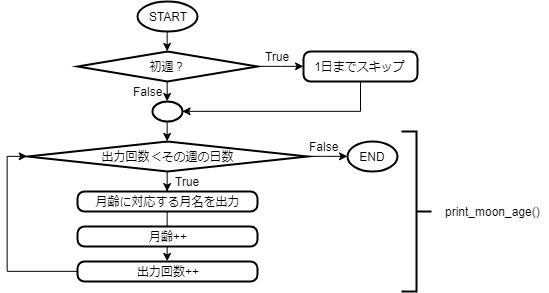 START
初週？
True
1日までスキップ
False
出力回数＜その週の日数
False
END
True
月齢に対応する月名を出力
print_moon_age()
月齢++
出力回数++